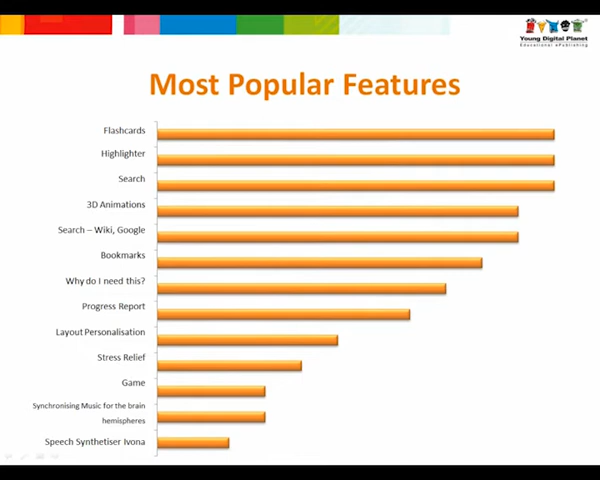 Young Digital Planet
Educational ePublishing
Most Popular Features
Flashcards
Highlighter
Search
3D Animations
Search – Wiki, Google
Bookmarks
Why do I need this?
Progress Report
Layout Personalisation
Stress Relief
Game
Synchronising Music for the brain
hemispheres
Speech Synthetiser Ivona